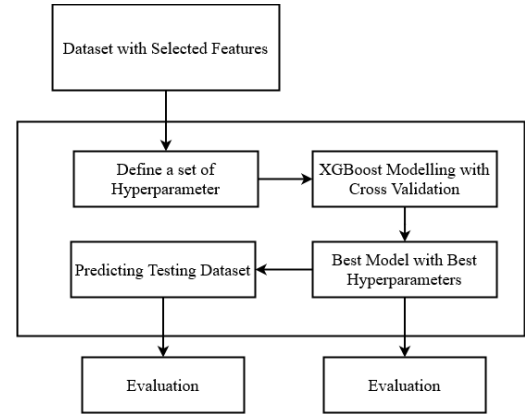 Dataset with Selected Features
Define a set of
Hyperparameter
XGBoost Modelling with
Cross Validation
Predicting Testing Dataset
Best Model with Best
Hyperparameters
Evaluation
Evaluation